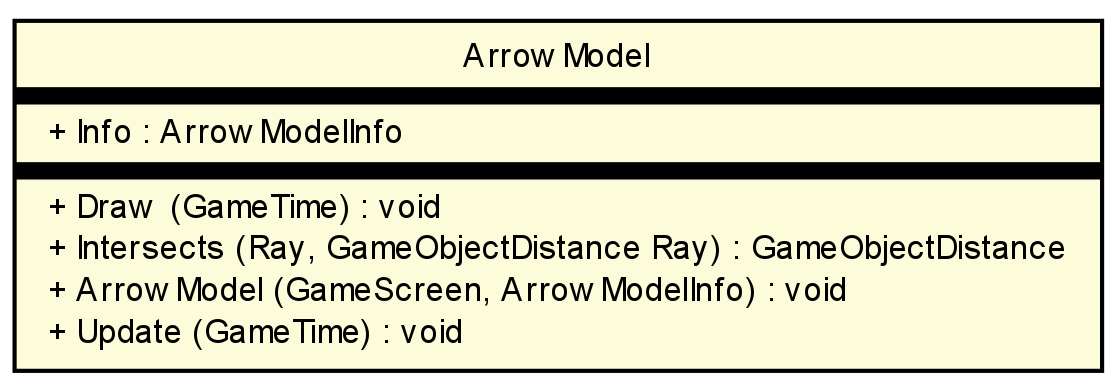 Arrow Model
+ Info : Arrow ModelInfo
+ Draw (GameTime) : void
+ Intersects (Ray, GameObjectDistance Ray) : GameObjectDistance
+ Arrow Model (GameScreen, Arrow ModelInfo) : void
+ Update (GameTime) : void